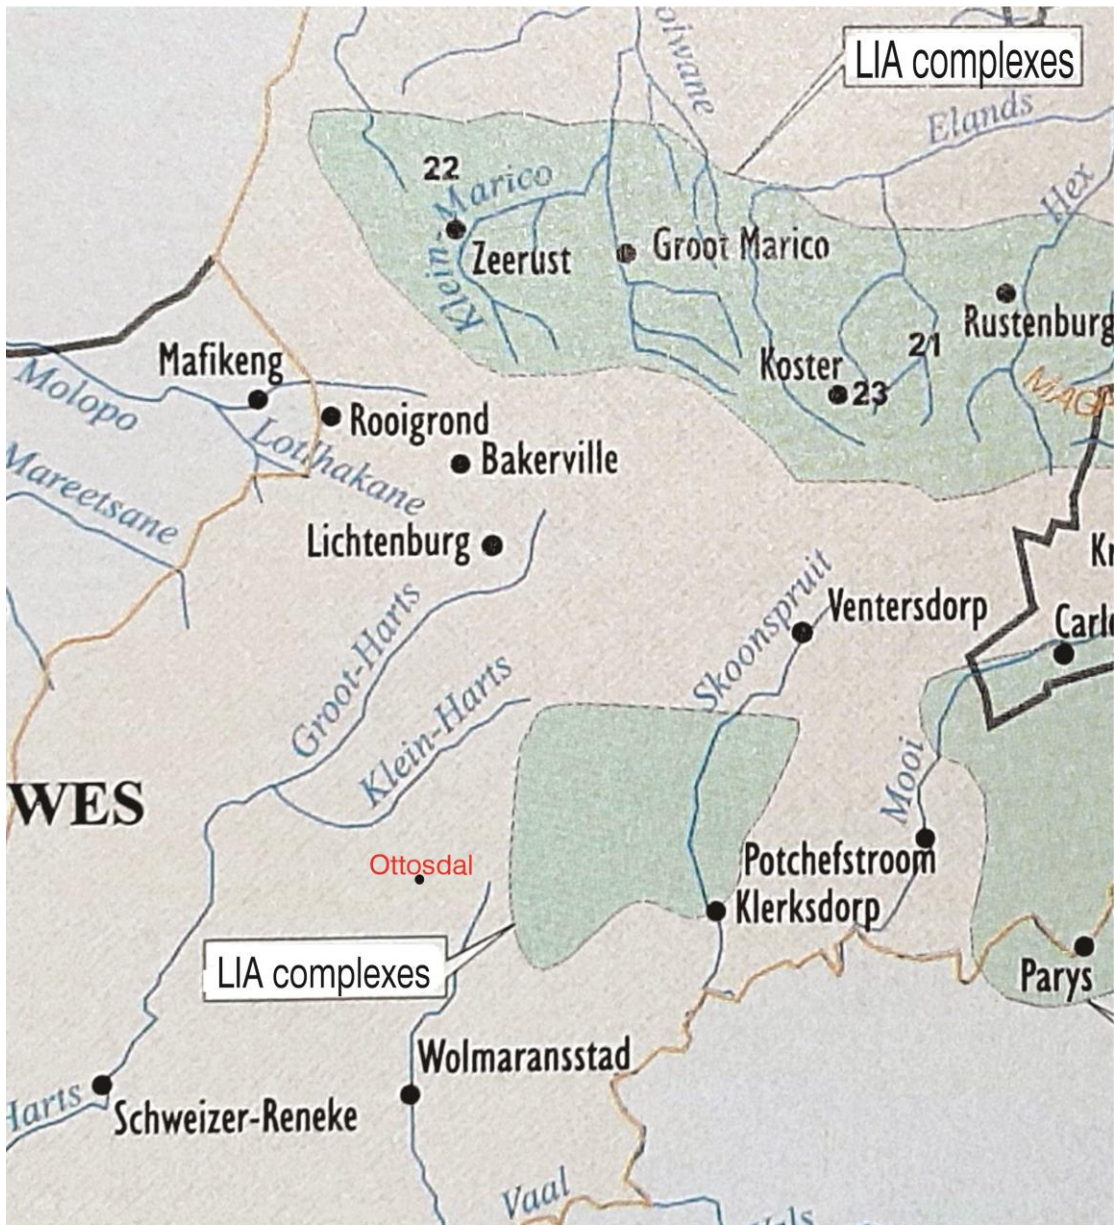 LIA complexes
Elands
22
Marico
Hex
Klein-
Zeerust
Groot Marico
Klein
Rustenburg
21
Koster
23
Mafikeng
Molopo
Rooigrond
Lotlhakane
Bakerville
Mareetsane
Lichtenburg
Skoonspruit
Ventersdorp
Groot-Harts
Klein-Harts
WES
Mooi
Ottosdal
Potchefstroom
Klerksdorp
LIA complexes
Parys
Wolmaransstad
Harts
Schweizer-Reneke
Vaal